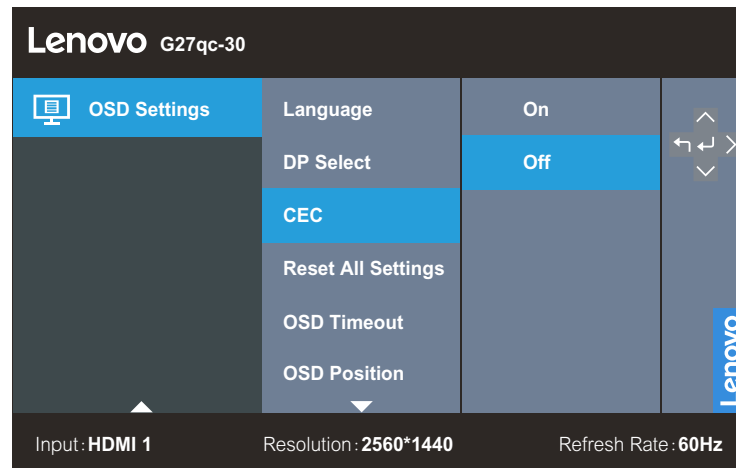 Lenovo G27qc-30
OSD Settings
Language
DP Select
CEC
Reset All Settings
OSD Timeout
OSD Position
On
Off
Lenovo
Input:HDMI 1
Resolution:2560*1440
Refresh Rate:60Hz